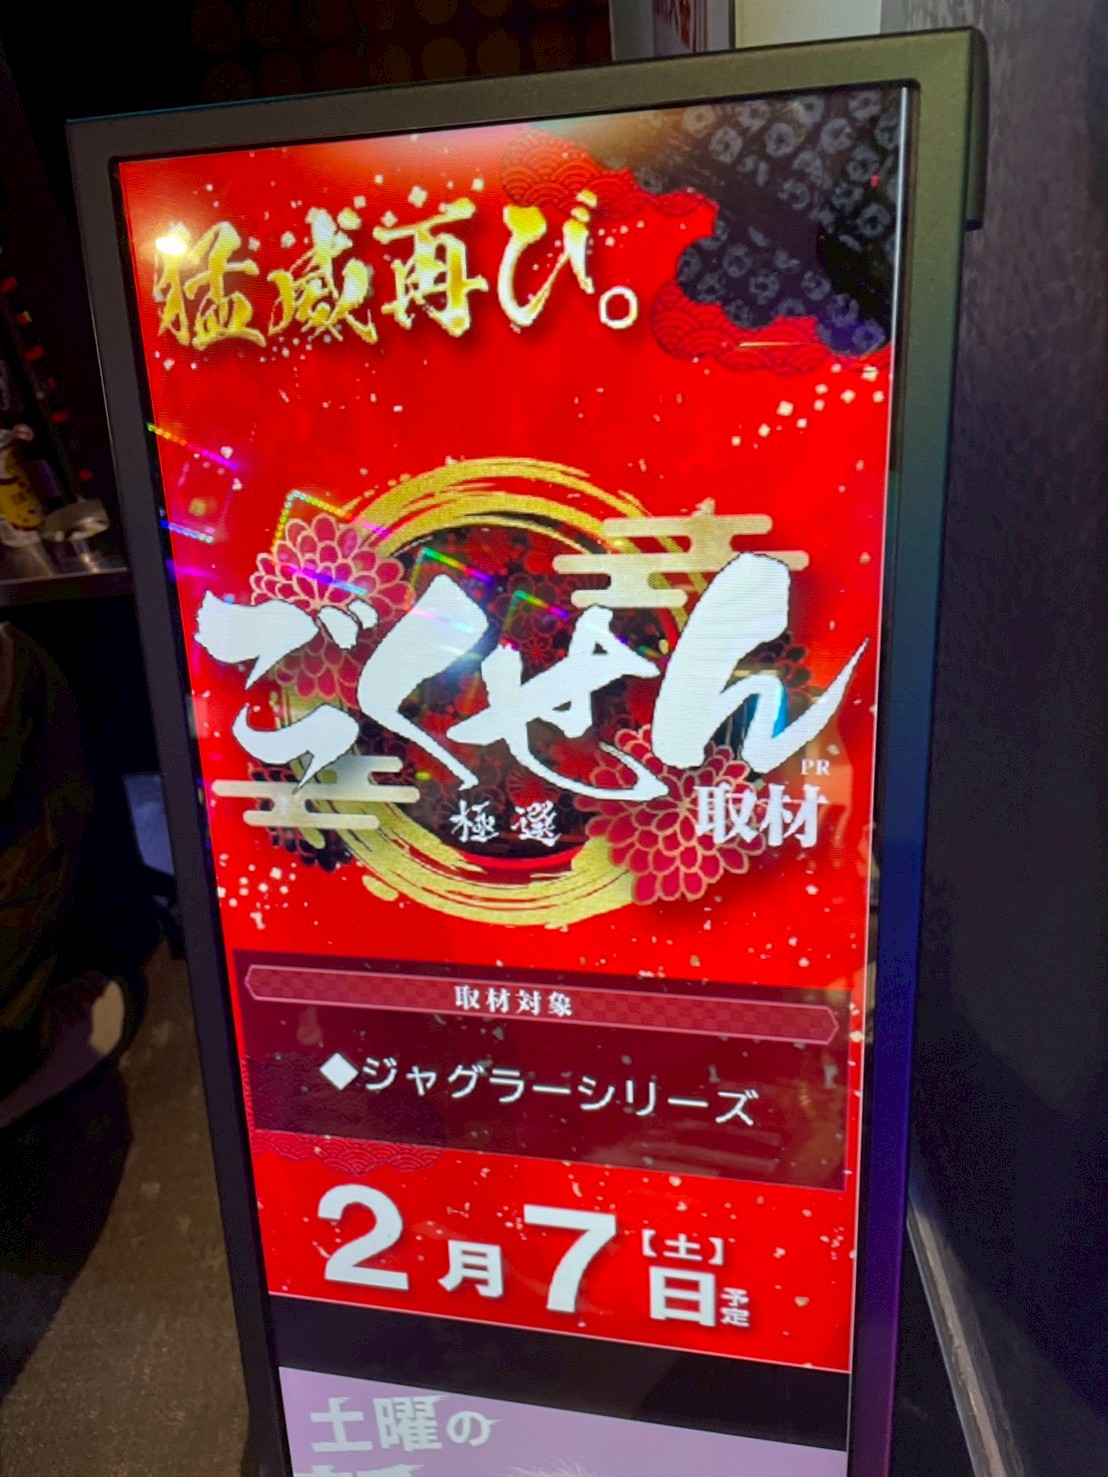 猛威再び。
ごくせん
極選
PR
取材
取材対象
◆ジャグラーシリーズ
2月7日【土】予定
土曜の